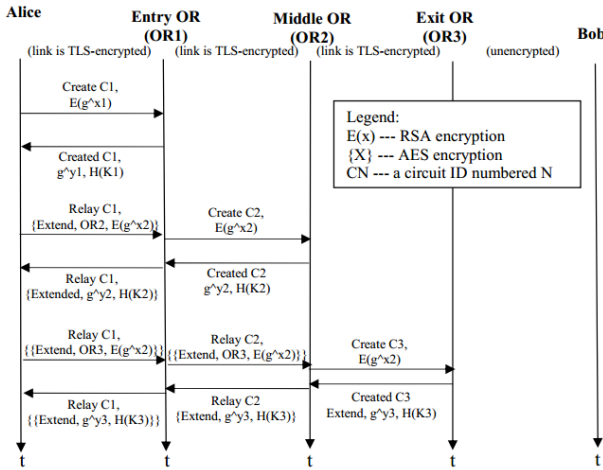 Alice
Entry OR
(OR1)
Middle OR
(OR2)
Exit OR
(OR3)
Bob
(link is TLS-encrypted)
(link is TLS-encrypted)
(link is TLS-encrypted)
(unencrypted)
Create C1,
E(g^x1)
Legend:
E(x) --- RSA encryption
{X} --- AES encryption
CN --- a circuit ID numbered N
Created C1,
g^y1, H(K1)
Relay C1,
{Extend, OR2, E(g^x2)}
Create C2,
E(g^x2)
Relay C1,
{Extended, g^y2, H(K2)}
Created C2
g^y2, H(K2)
Relay C1,
{{Extend, OR3, E(g^x2)}}
Relay C2,
{{Extend, OR3, E(g^x2)}}
Create C3,
E(g^x2)
Relay C1,
{{Extend, g^y3, H(K3)}}
Relay C2
{Extend, g^y3, H(K3)}
Created C3
Extend, g^y3, H(K3)
t
t
t
t
t